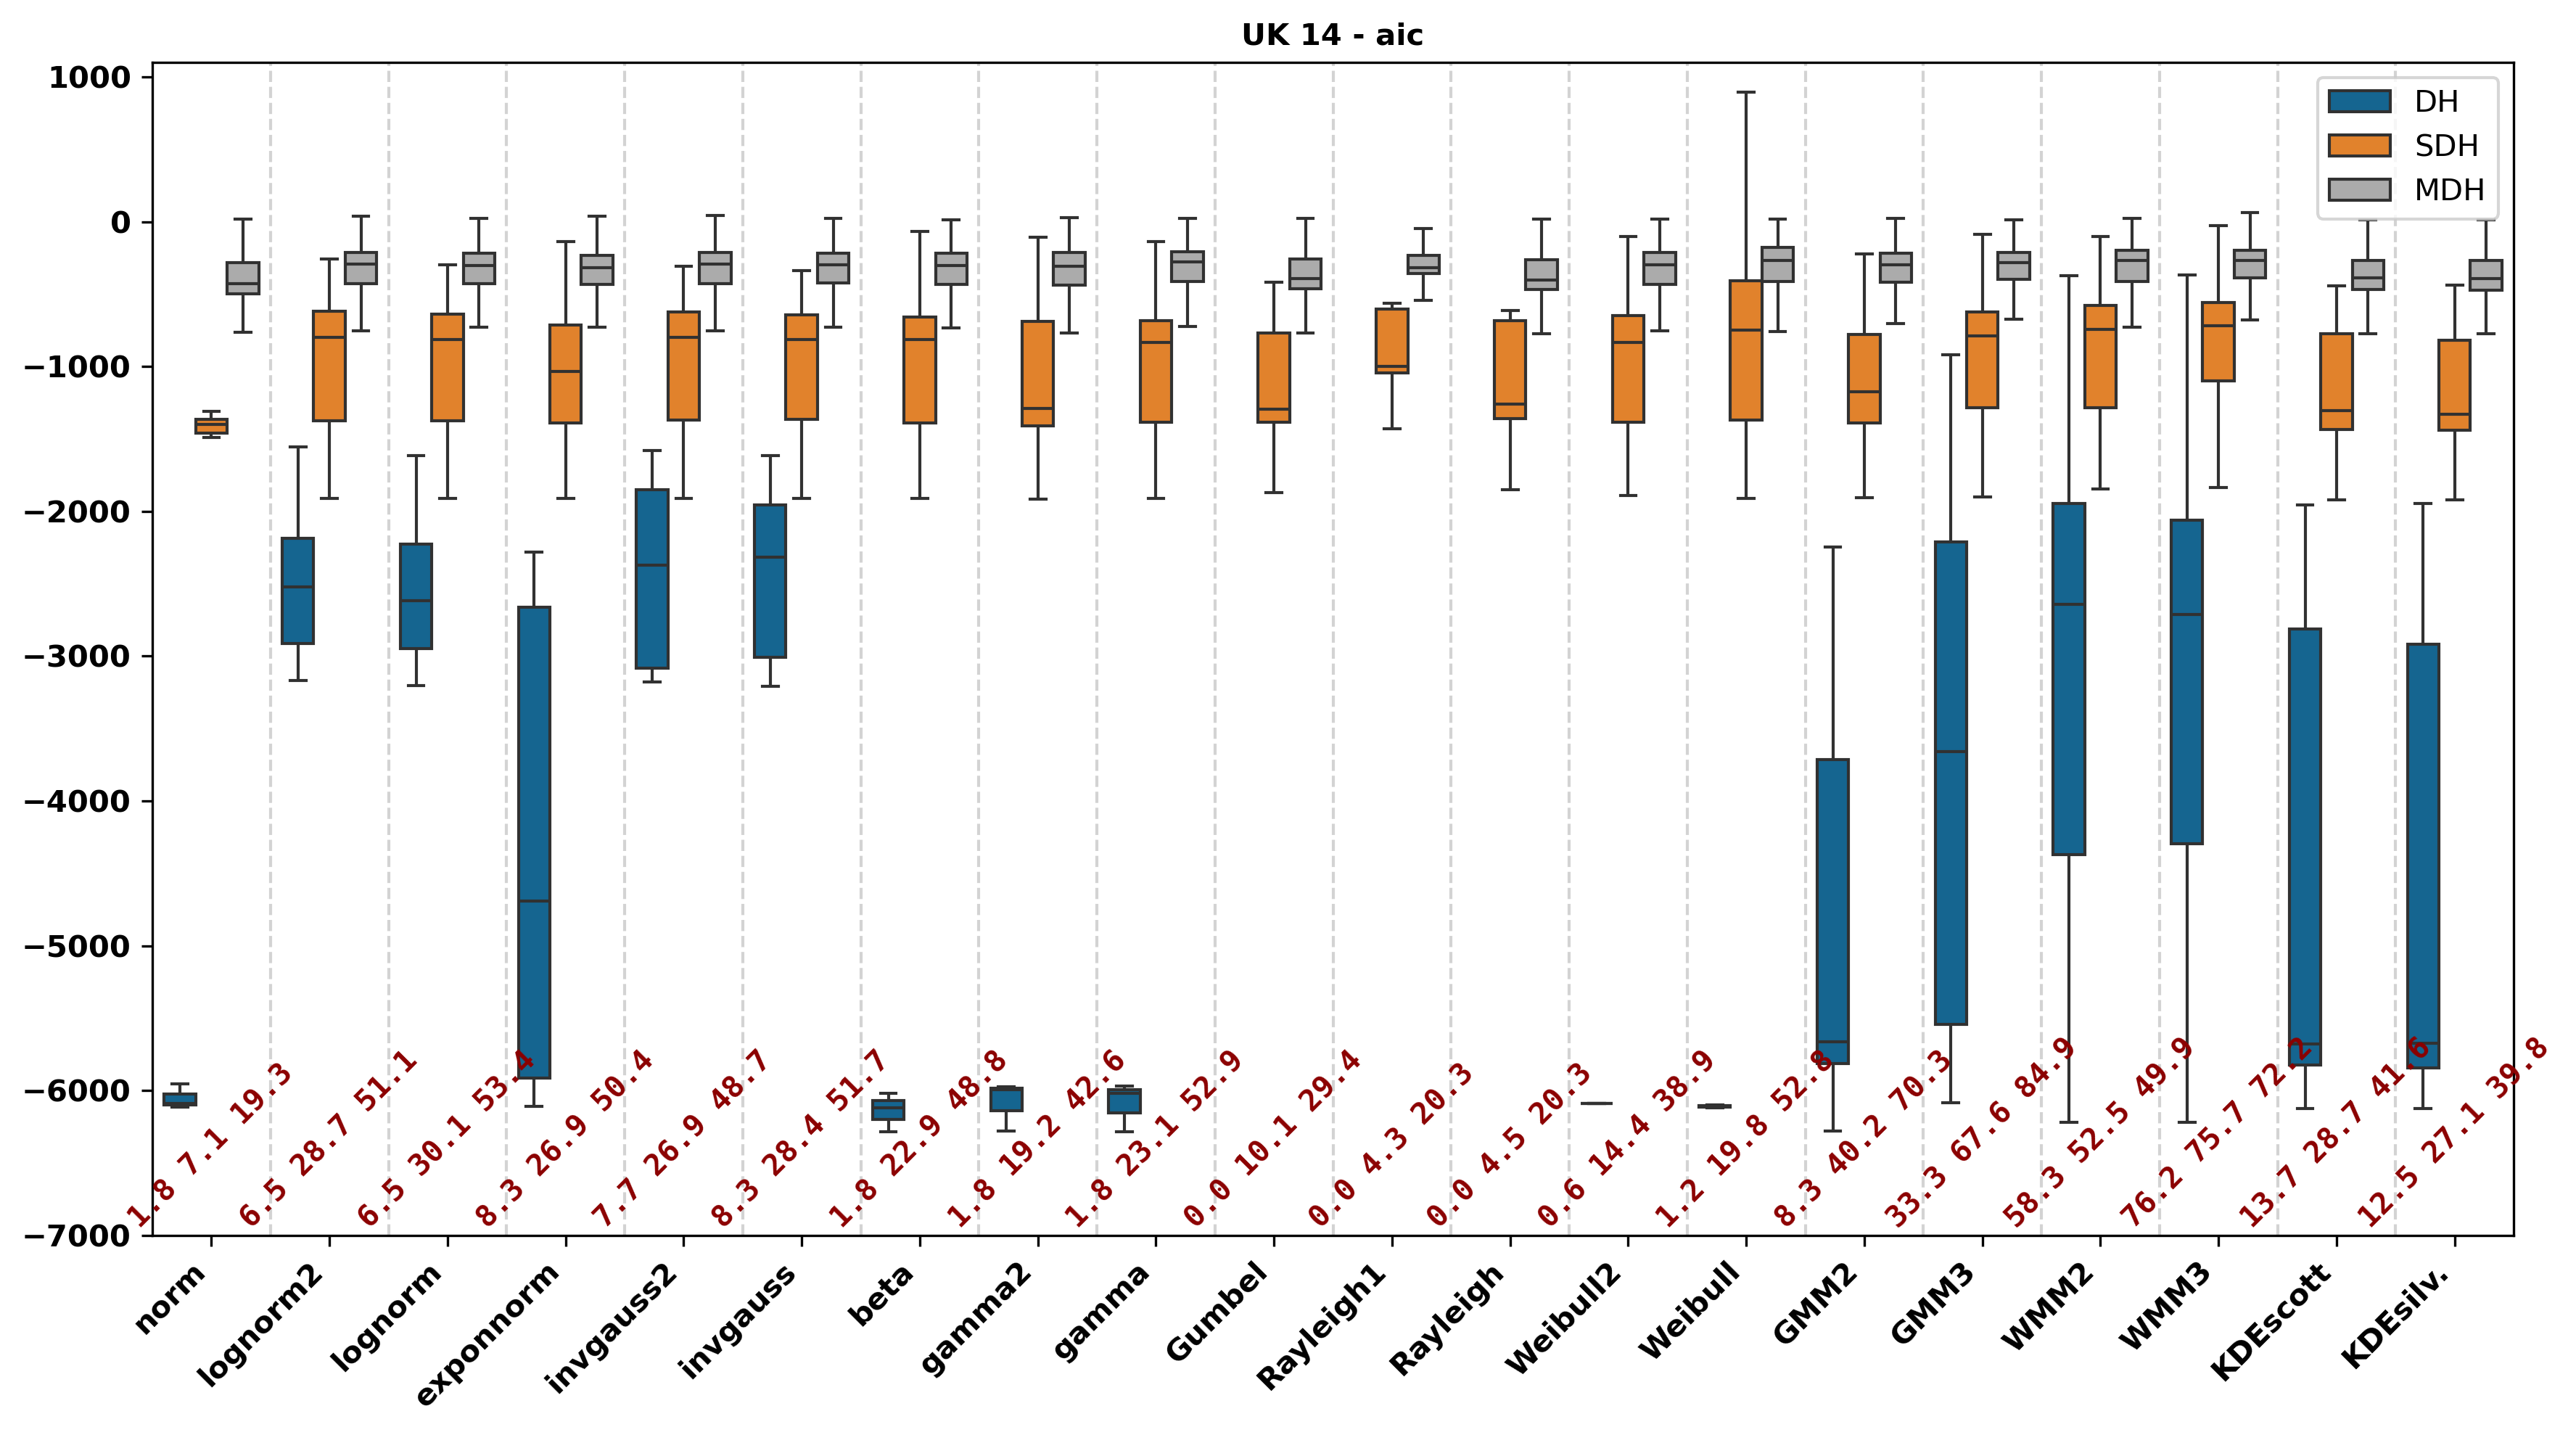 UK 14 - aic
1000
0
−1000
−2000
−3000
−4000
−5000
−6000
−7000
DH
SDH
MDH
1.8 7.1 19.3
6.5 28.7 51.1
6.5 30.1 53.4
8.3 26.9 50.4
7.7 26.9 48.7
8.3 28.4 51.7
1.8 22.9 48.8
1.8 19.2 42.6
1.8 23.1 52.9
0.0 10.1 29.4
0.0 4.3 20.3
0.0 4.5 20.3
0.6 14.4 38.9
1.2 19.8 52.8
8.3 40.2 70.3
33.3 67.6 84.9
58.3 52.5 49.9
76.2 75.7 72.2
13.7 28.7 41.6
12.5 27.1 39.8
norm
lognorm2
lognorm
exponnorm
invgauss2
invgauss
beta
gamma2
gamma
Gumbel
Rayleigh1
Rayleigh
Weibull2
Weibull
GMM2
GMM3
WMM2
WMM3
KDEscott
KDEsilv.